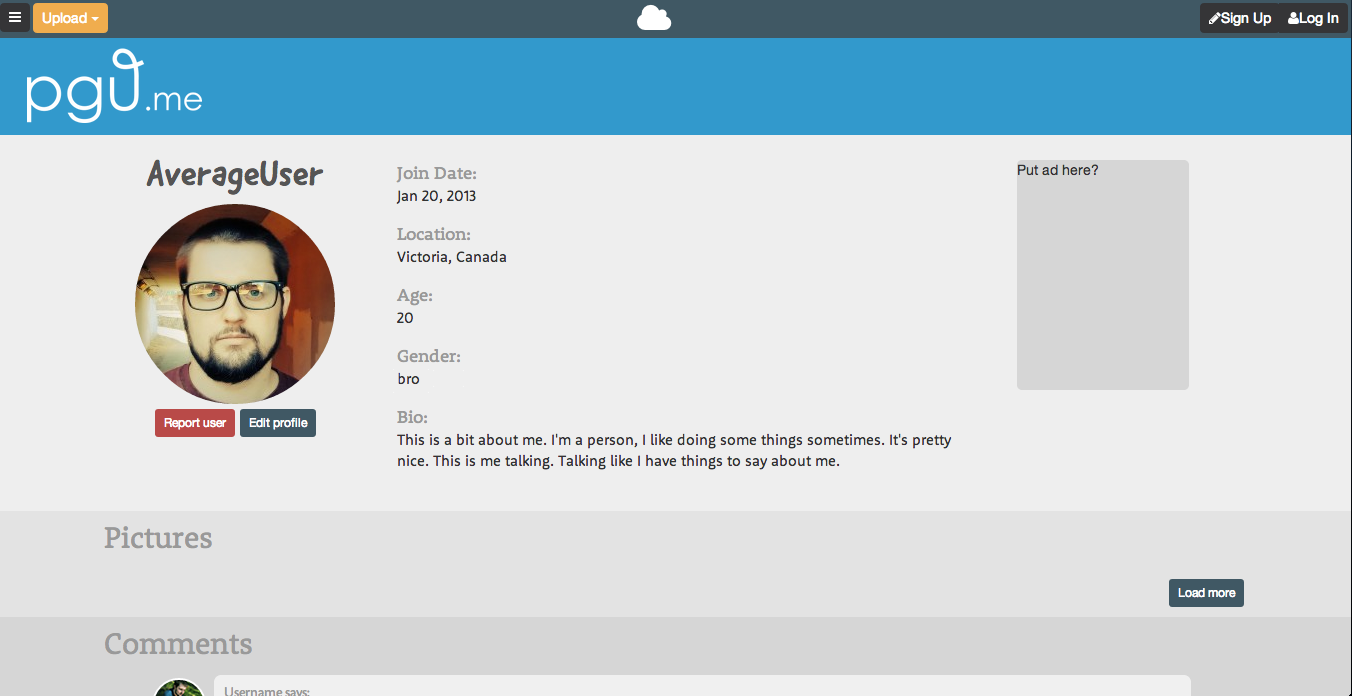 Upload
Sign Up
Log In
pgu.me
AverageUser
Report user
Edit profile
Join Date:
Jan 20, 2013
Location:
Victoria, Canada
Age:
20
Gender:
bro
Bio:
This is a bit about me. I'm a person, I like doing some things sometimes. It's pretty
nice. This is me talking. Talking like I have things to say about me.
Put ad here?
Pictures
Load more
Comments
Username says: